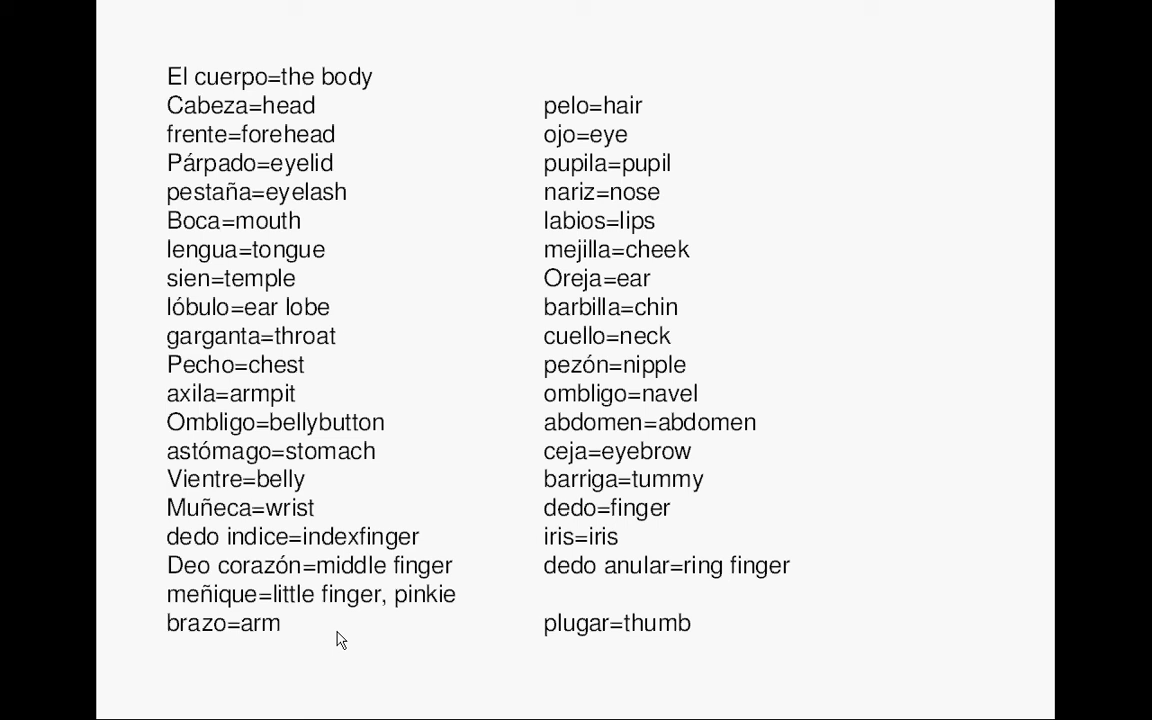 El cuerpo=the body
Cabeza=head pelo=hair
frente=forehead ojo=eye
Párpado=eyelid pupila=pupil
pestaña=eyelash nariz=nose
Boca=mouth labios=lips
lengua=tongue mejilla=cheek
sien=temple Oreja=ear
lóbulo=ear lobe barbilla=chin
garganta=throat cuello=neck
Pecho=chest pezón=nipple
axila=armpit ombligo=navel
Ombligo=bellybutton abdomen=abdomen
astómago=stomach ceja=eyebrow
Vientre=belly barriga=tummy
Muñeca=wrist dedo=finger
dedo indice=indexfinger iris=iris
Deo corazón=middle finger dedo anular=ring finger
meñique=little finger, pinkie
brazo=arm plugar=thumb